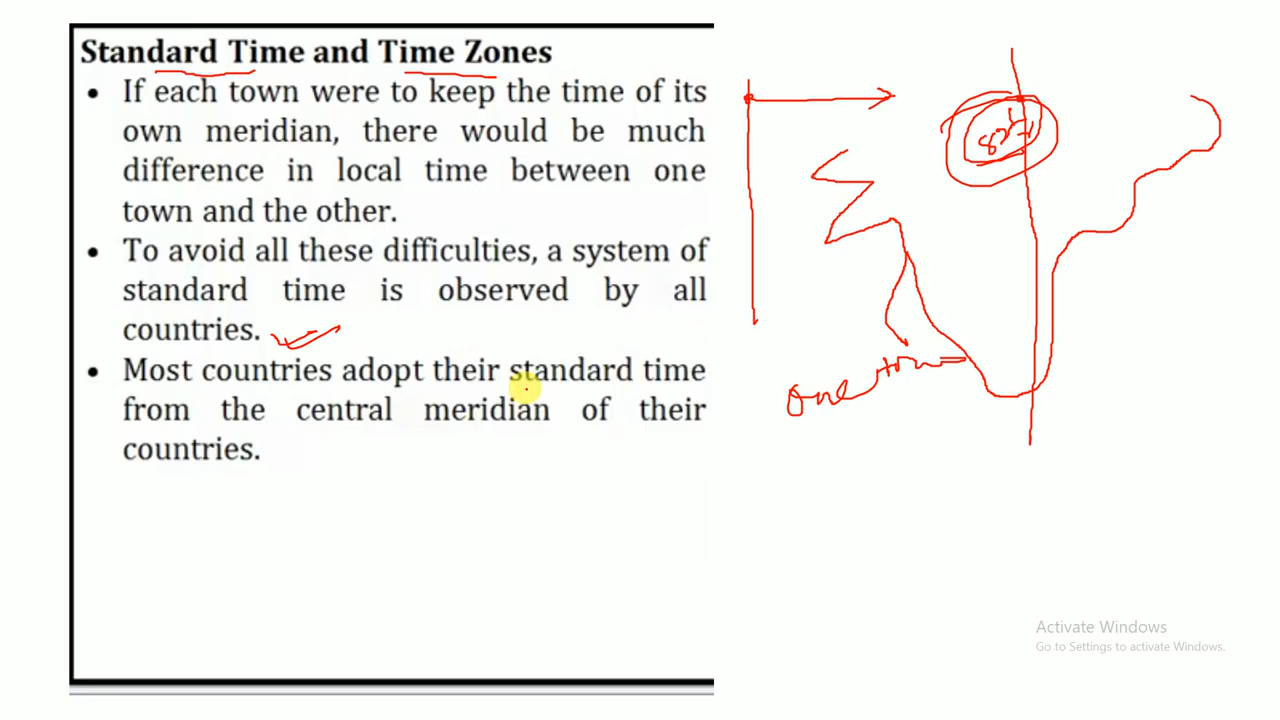 Standard Time and Time Zones
• If each town were to keep the time of its
own meridian, there would be much
difference in local time between one
town and the other.
• To avoid all these difficulties, a system of
standard time is observed by all
countries.
• Most countries adopt their standard time
from the central meridian of their
countries.
one
Activate Windows
Go to Settings to activate Windows.